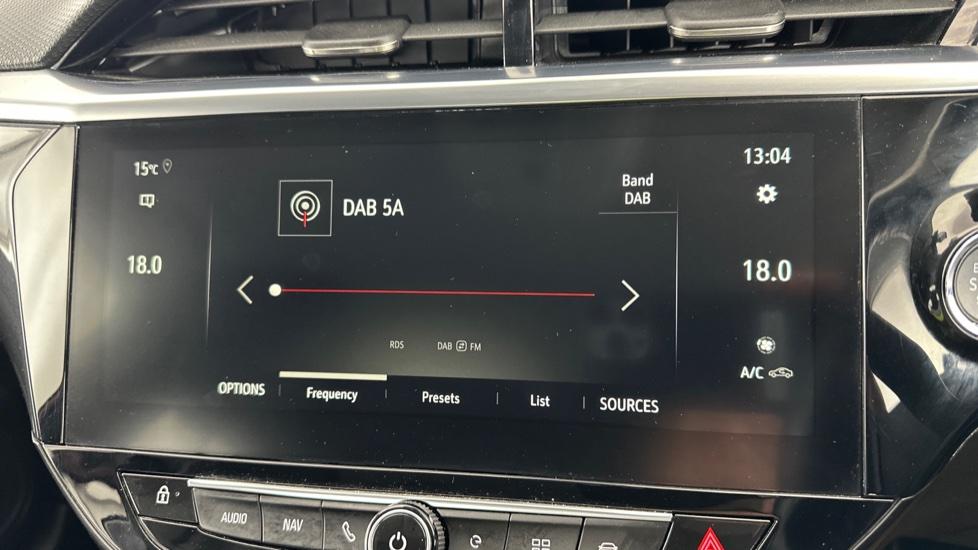 15°C
13:04
Band
DAB
DAB 5A
18.0
18.0
RDS
DAB FM
A/C
OPTIONS
Frequency
Presets
List
SOURCES
AUDIO
NAV